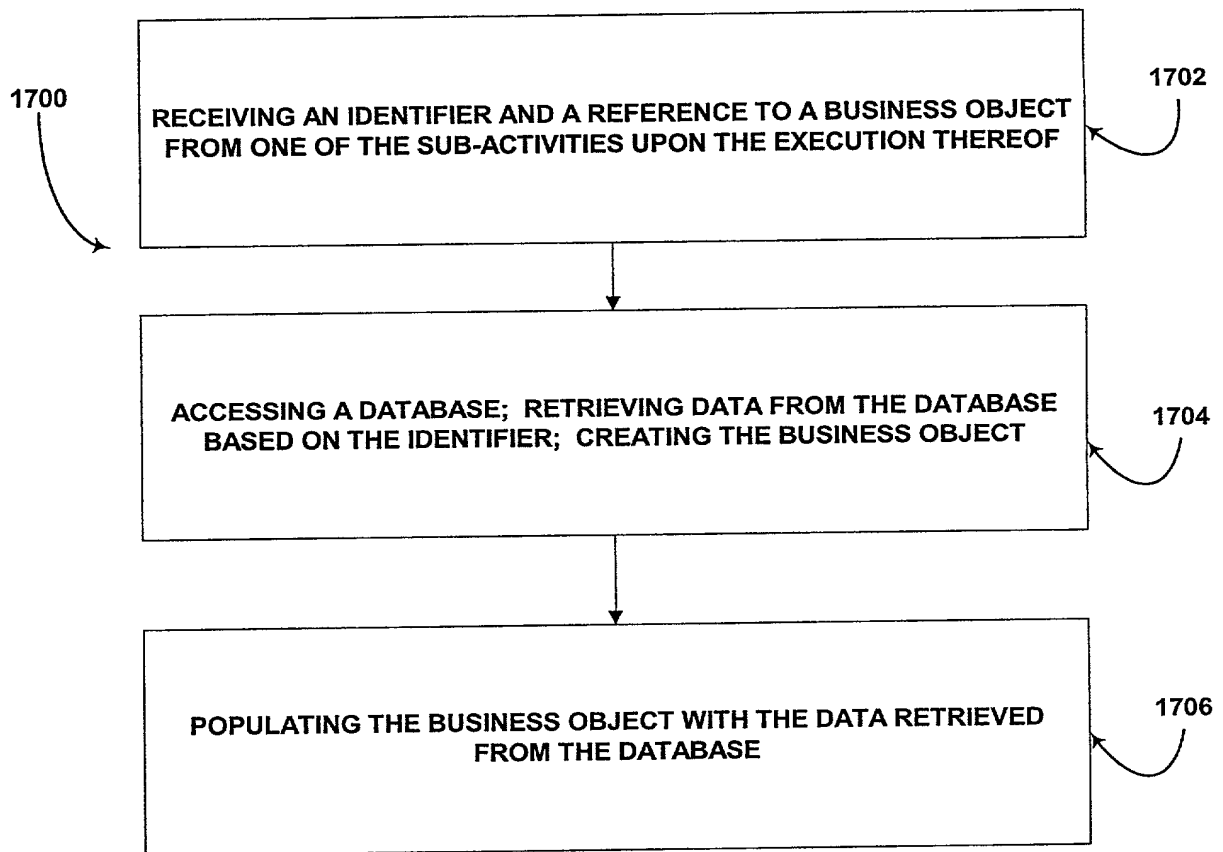 1700
1702
RECEIVING AN IDENTIFIER AND A REFERENCE TO A BUSINESS OBJECT
FROM ONE OF THE SUB-ACTIVITIES UPON THE EXECUTION THEREOF
ACCESSING A DATABASE; RETRIEVING DATA FROM THE DATABASE
BASED ON THE IDENTIFIER; CREATING THE BUSINESS OBJECT
1704
POPULATING THE BUSINESS OBJECT WITH THE DATA RETRIEVED
FROM THE DATABASE
1706